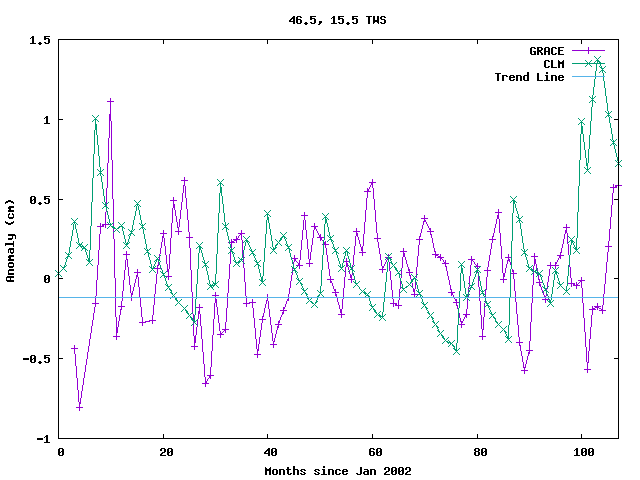 46.5, 15.5 TWS
GRACE
CLM
Trend Line
1.5
1
0.5
0
-0.5
-1
Anomaly (cm)
0 20 40 60 80 100
Months since Jan 2002